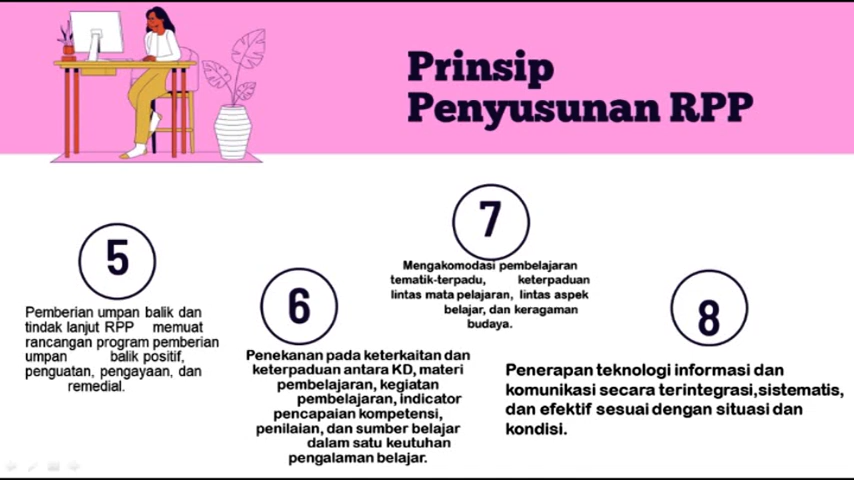 Prinsip
Penyusunan RPP
5
Pemberian umpan balik dan
tindak lanjut RPP memuat
rancangan program pemberian
umpan balik positif,
penguatan, pengayaan, dan
remedial.
6
Penekanan pada keterkaitan dan
keterpaduan antara KD, materi
pembelajaran, kegiatan
pembelajaran, indicator
pencapaian kompetensi,
penilaian, dan sumber belajar
dalam satu keutuhan
pengalaman belajar.
7
Mengakomodasi pembelajaran
tematik-terpadu, keterpaduan
lintas mata pelajaran, lintas aspek
belajar, dan keragaman
budaya.
8
Penerapan teknologi informasi dan
komunikasi secara terintegrasi,sistematis,
dan efektif sesuai dengan situasi dan
kondisi.